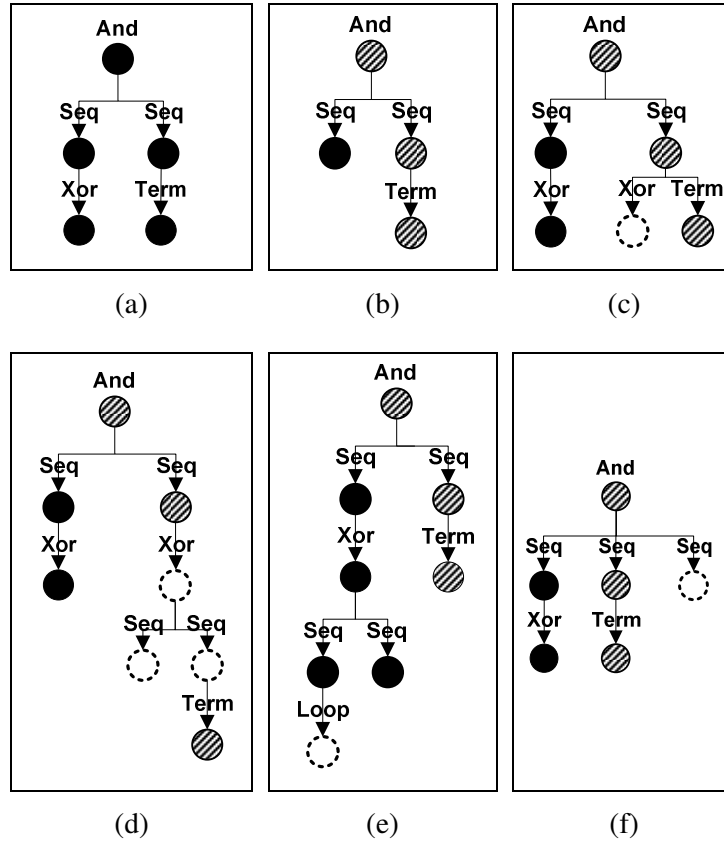 And
Seq Seq
Xor Term
(a)
And
Seq Seq
Term
(b)
And
Seq Seq
Xor Xor Term
(c)
And
Seq Seq
Xor Xor
Seq Seq
Term
(d)
And
Seq Seq
Xor Term
Seq Seq
Loop
(e)
And
Seq Seq Seq
Xor Term
(f)